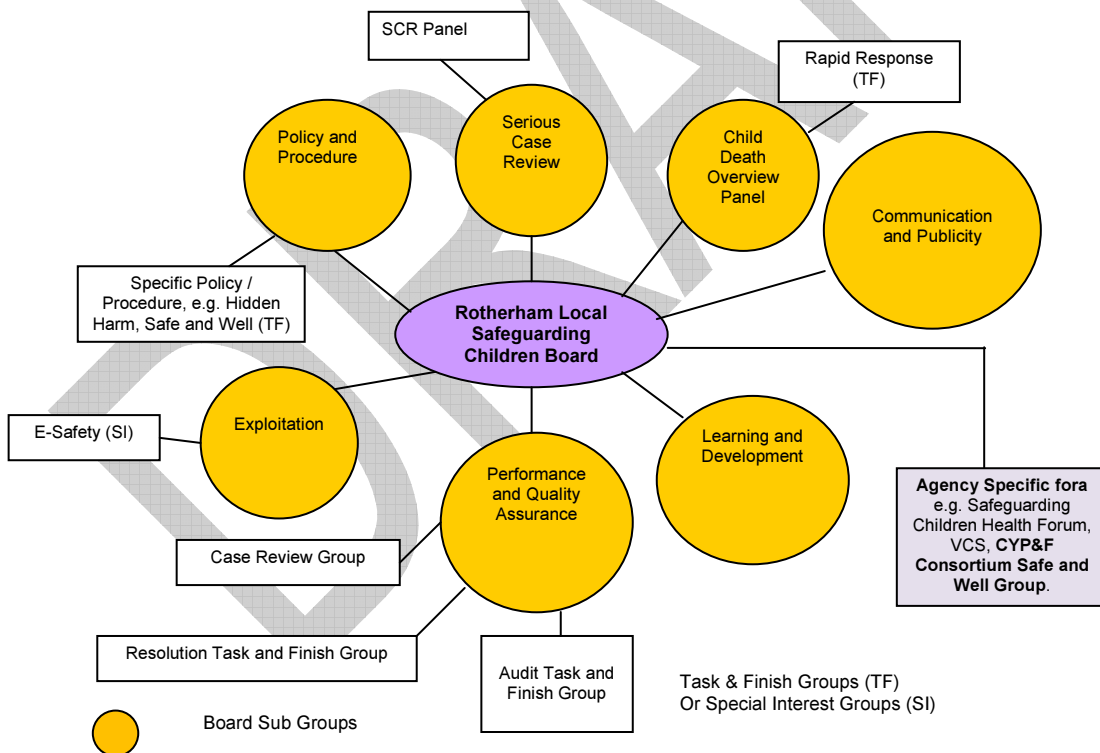 SCR Panel
Rapid Response
(TF)
Policy and
Procedure
Serious
Case
Review
Child
Death
Overview
Panel
Communication
and Publicity
Specific Policy /
Procedure, e.g. Hidden
Harm, Safe and Well (TF)
Rotherham Local
Safeguarding
Children Board
E-Safety (SI)
Exploitation
Performance
and Quality
Assurance
Learning and
Development
Agency Specific fora
e.g. Safeguarding
Children Health Forum,
VCS, CYP&F
Consortium Safe and
Well Group.
Case Review Group
Resolution Task and Finish Group
Audit Task and
Finish Group
Task & Finish Groups (TF)
Or Special Interest Groups (SI)
Board Sub Groups
DRA